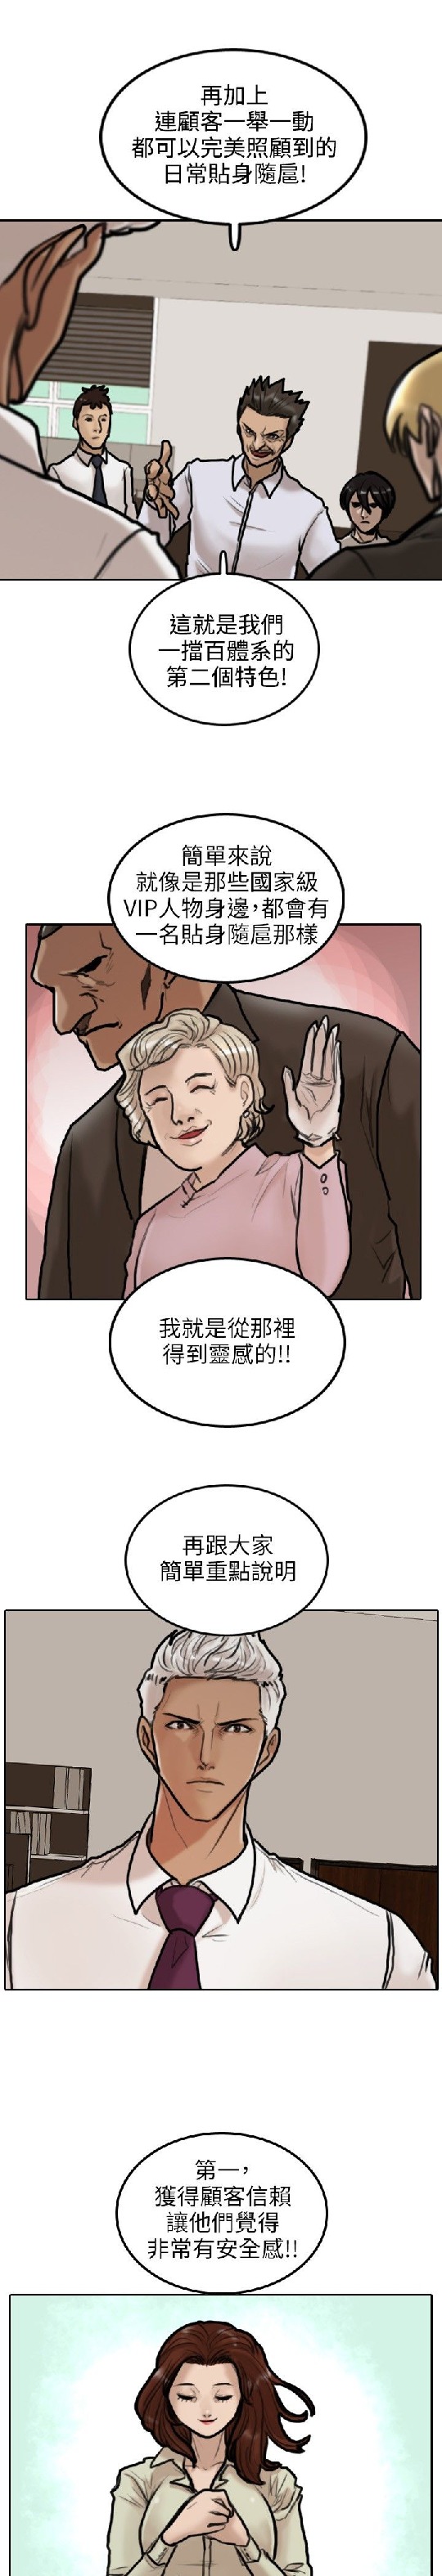 再加上
連顧客一舉一動
都可以完美照顧到的
日常貼身隨扈!
這就是我們
一擋百體系的
第二個特色!
簡單來說
就像是那些國家級
VIP人物身邊,都會有
一名貼身隨扈那樣
我就是從那裡
得到靈感的!!
再跟大家
簡單重點說明
第一,
獲得顧客信賴
讓他們覺得
非常有安全感!!